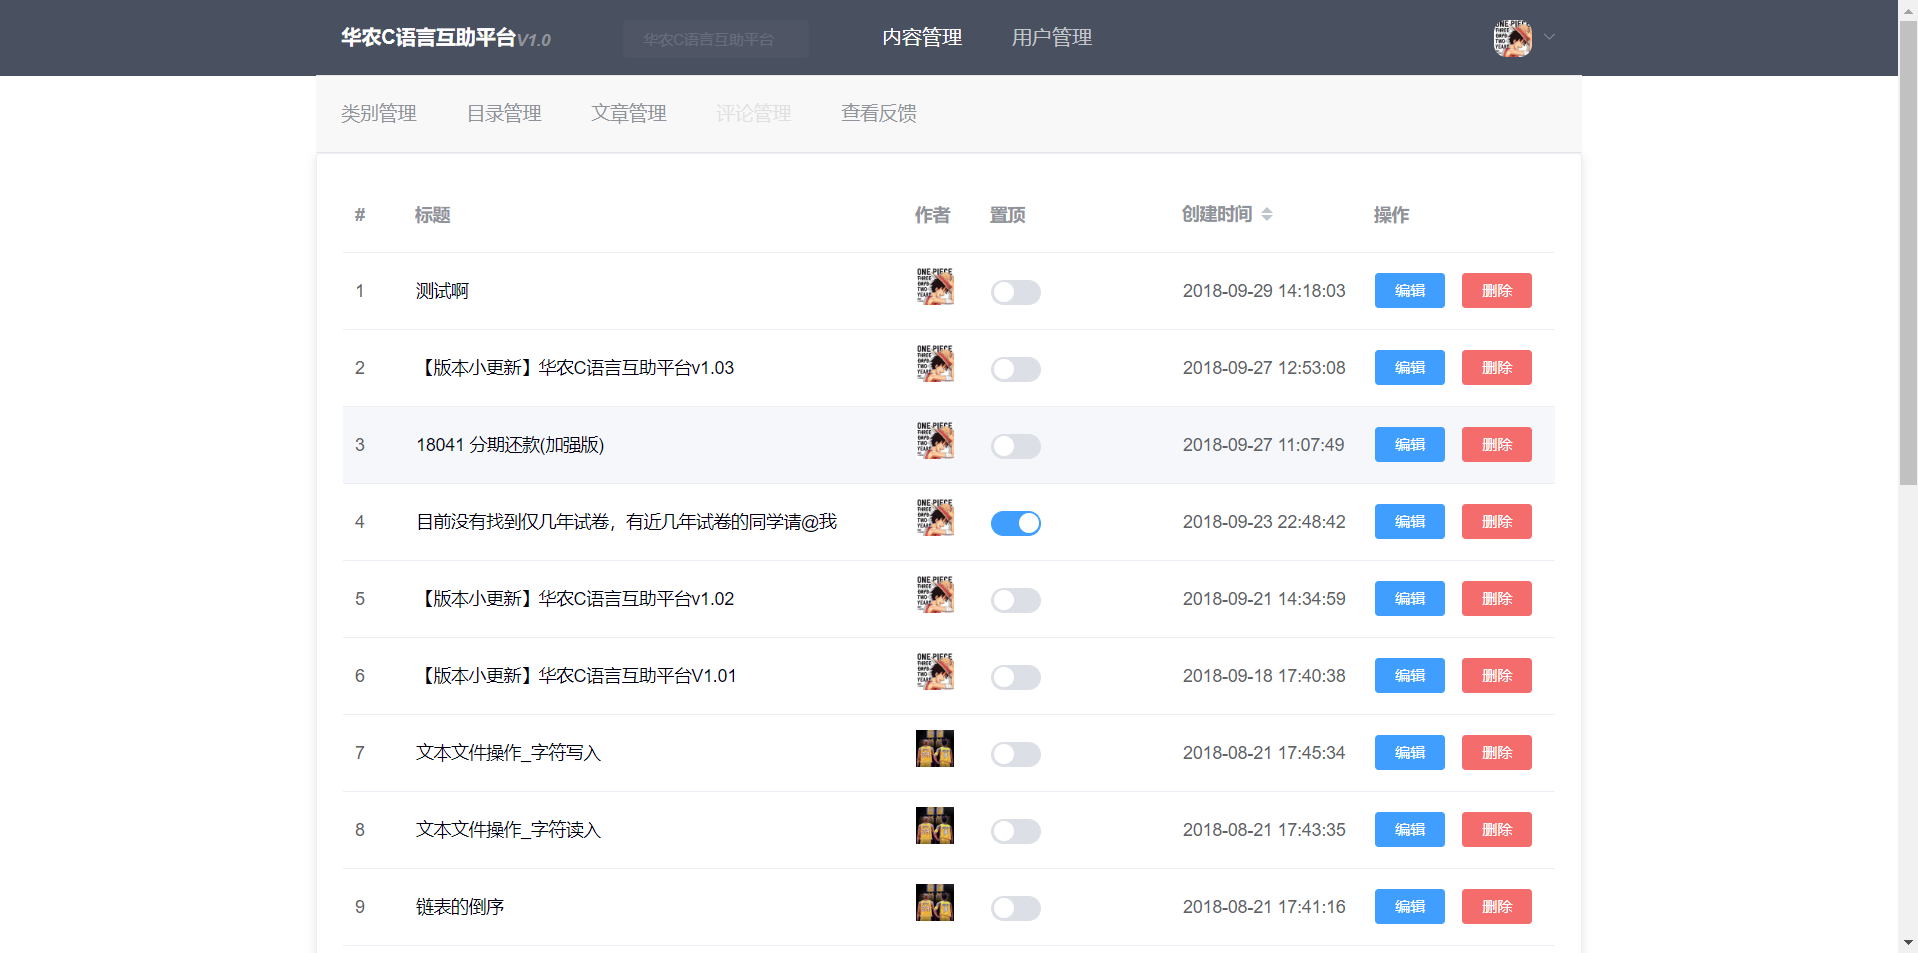 华农C语言互助平台V1.0 华农C语言互助平台 内容管理 用户管理
类别管理 目录管理 文章管理 评论管理 查看反馈
# 标题 作者 置顶 创建时间 操作
1 测试啊 2018-09-29 14:18:03 编辑 删除
2 【版本小更新】华农C语言互助平台v1.03 2018-09-27 12:53:08 编辑 删除
3 18041 分期还款(加强版) 2018-09-27 11:07:49 编辑 删除
4 目前没有找到仅几年试卷，有近几年试卷的同学请@我 2018-09-23 22:48:42 编辑 删除
5 【版本小更新】华农C语言互助平台v1.02 2018-09-21 14:34:59 编辑 删除
6 【版本小更新】华农C语言互助平台V1.01 2018-09-18 17:40:38 编辑 删除
7 文本文件操作_字符写入 2018-08-21 17:45:34 编辑 删除
8 文本文件操作_字符读入 2018-08-21 17:43:35 编辑 删除
9 链表的倒序 2018-08-21 17:41:16 编辑 删除